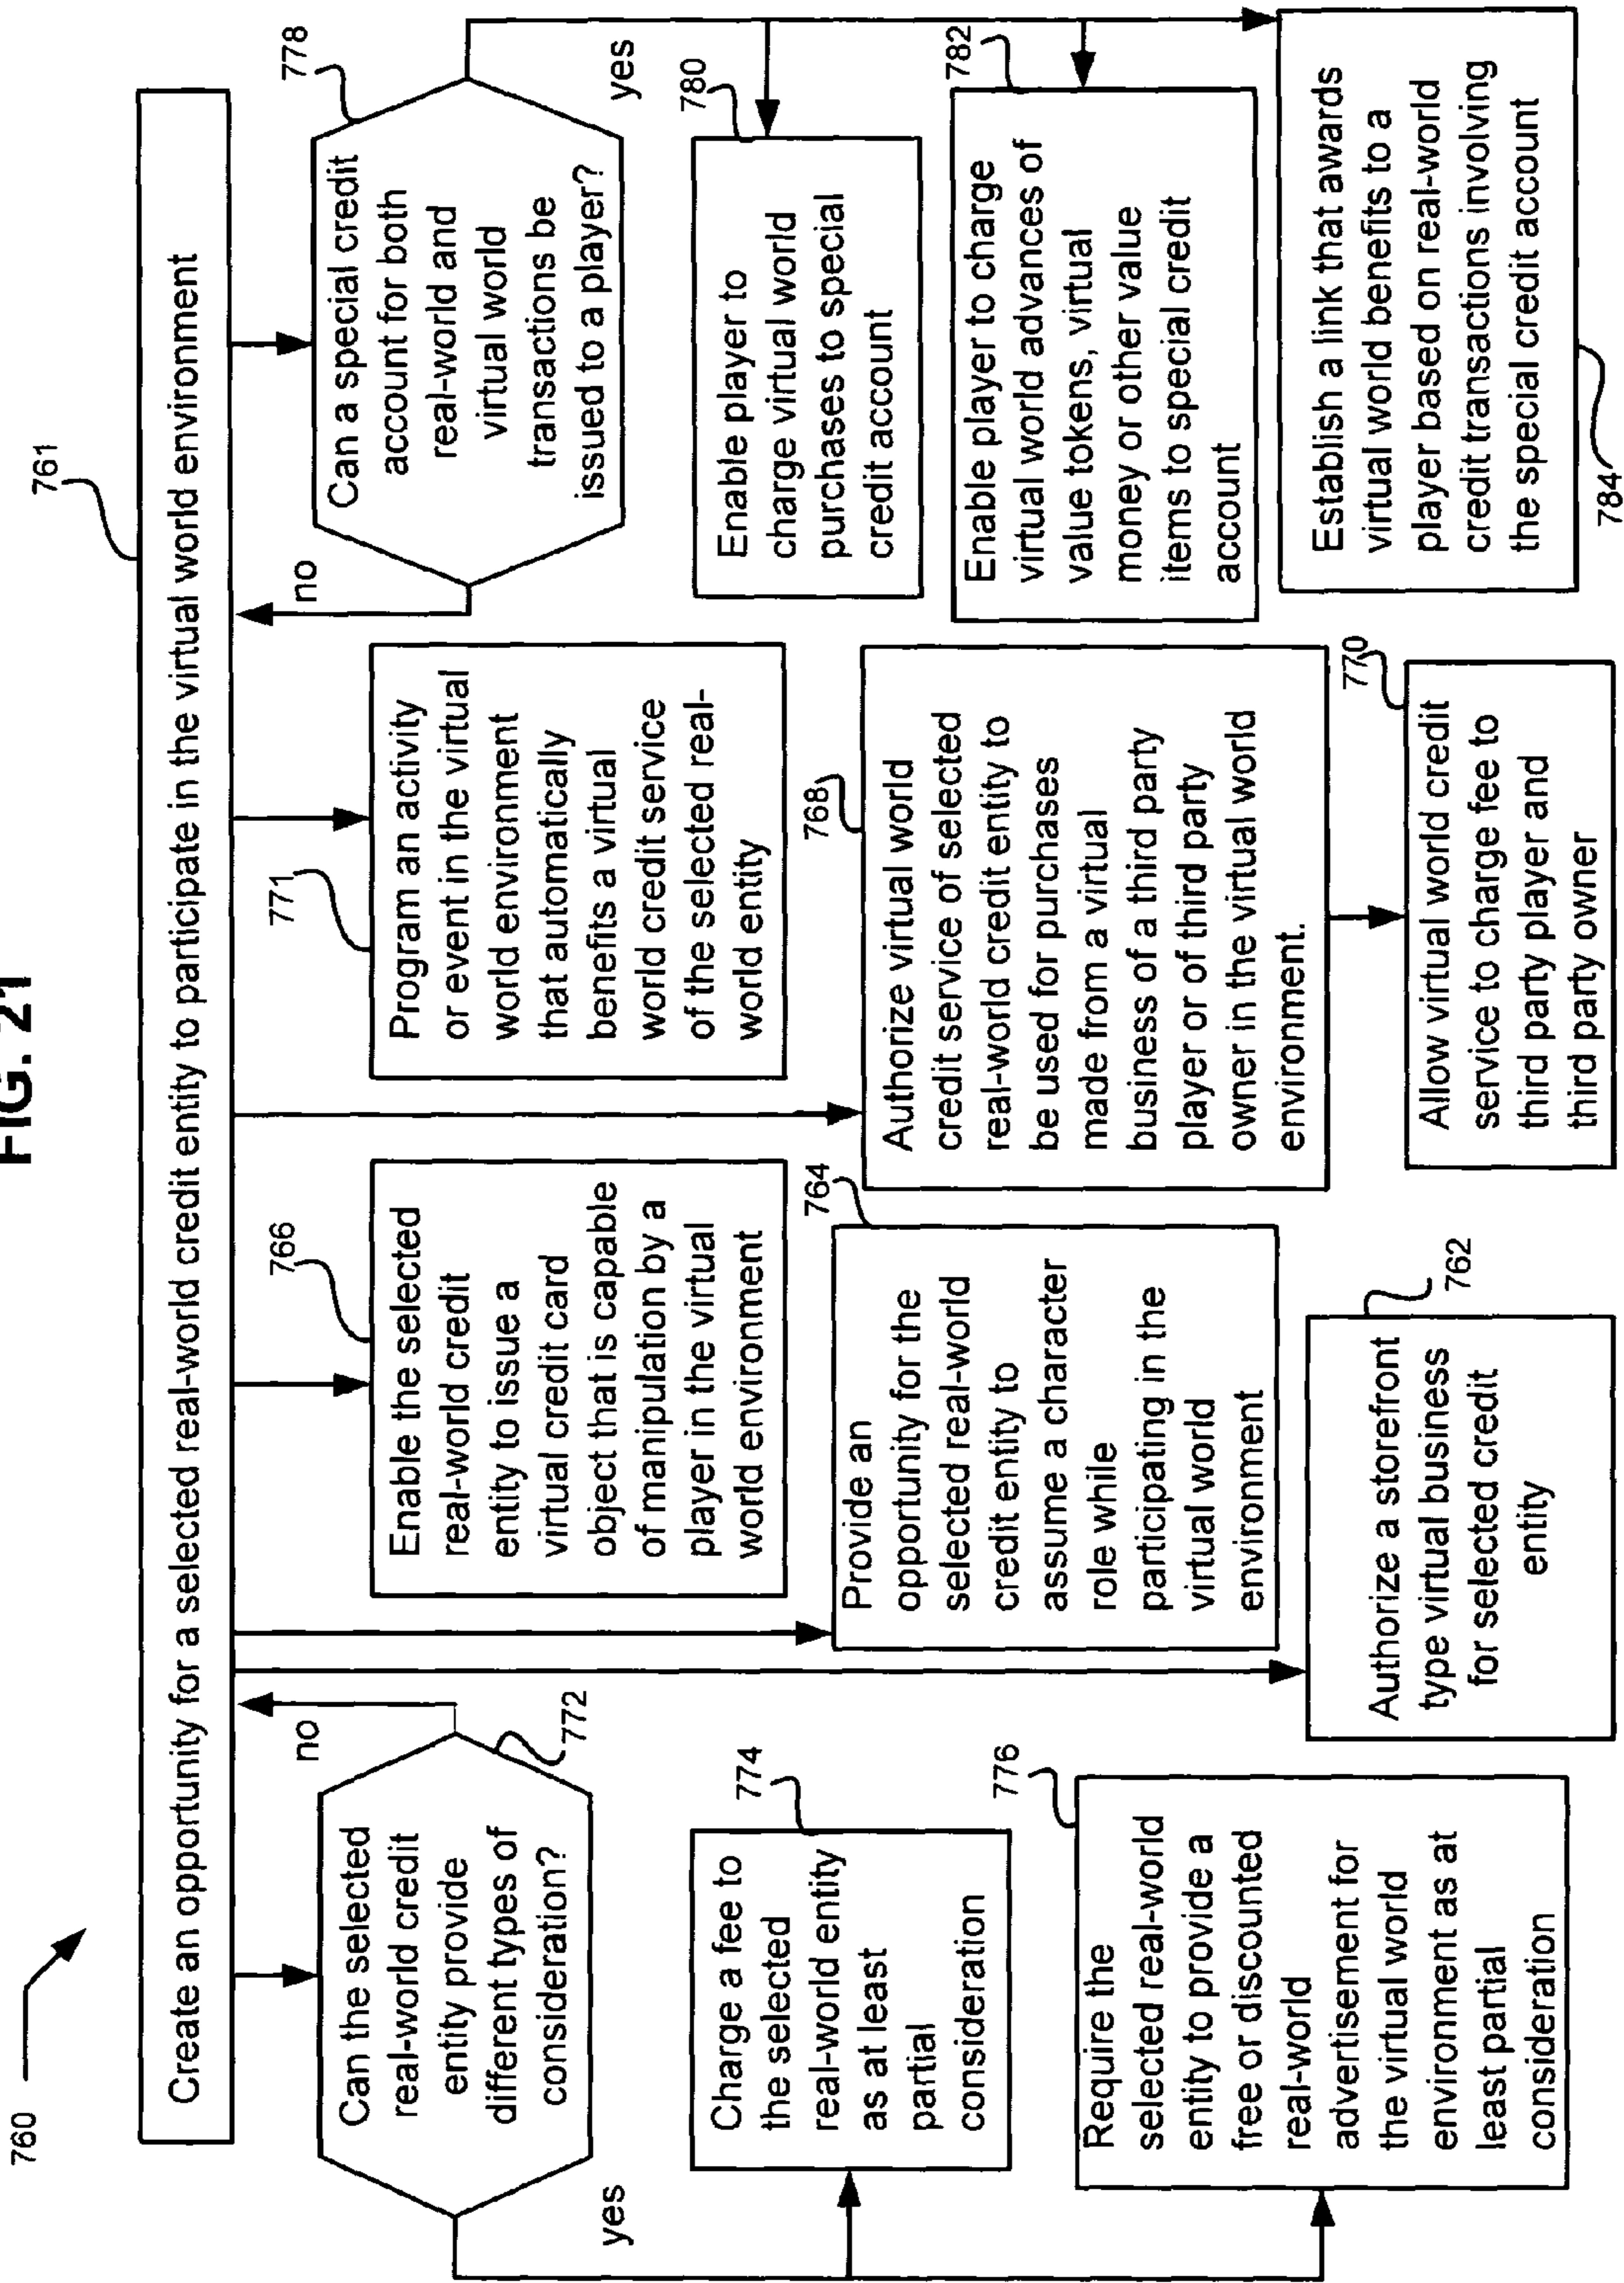 FIG. 21
760
761
Create an opportunity for a selected real-world credit entity to participate in the virtual world environment
772
Can the selected
real-world credit
entity provide
different types of
consideration?
no
yes
774
Charge a fee to
the selected
real-world entity
as at least
partial
consideration
776
Require the
selected real-world
entity to provide a
free or discounted
real-world
advertisement for
the virtual world
environment as at
least partial
consideration
766
Enable the selected
real-world credit
entity to issue a
virtual credit card
object that is capable
of manipulation by a
player in the virtual
world environment
764
Provide an
opportunity for the
selected real-world
credit entity to
assume a character
role while
participating in the
virtual world
environment
762
Authorize a storefront
type virtual business
for selected credit
entity
771
Program an activity
or event in the virtual
world environment
that automatically
benefits a virtual
world credit service
of the selected real-
world entity
768
Authorize virtual world
credit service of selected
real-world credit entity to
be used for purchases
made from a virtual
business of a third party
player or of third party
owner in the virtual world
environment.
770
Allow virtual world credit
service to charge fee to
third party player and
third party owner
778
Can a special credit
account for both
real-world and
virtual world
transactions be
issued to a player?
no
yes
780
Enable player to
charge virtual world
purchases to special
credit account
782
Enable player to charge
virtual world advances of
value tokens, virtual
money or other value
items to special credit
account
Establish a link that awards
virtual world benefits to a
player based on real-world
credit transactions involving
the special credit account
784